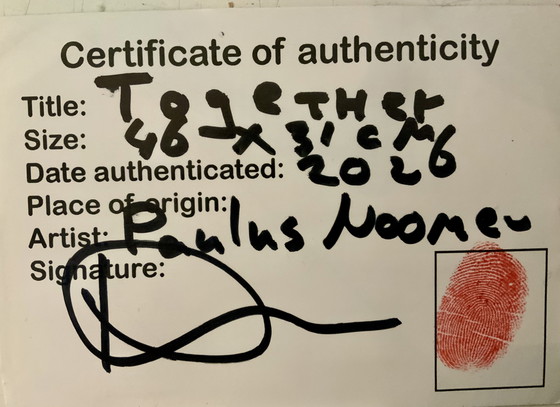 Certificate of authenticity
Title: Together
Size: 46 x 31 cm
Date authenticated: 2026
Place of origin:
Artist: Paulus Noomen
Signature: